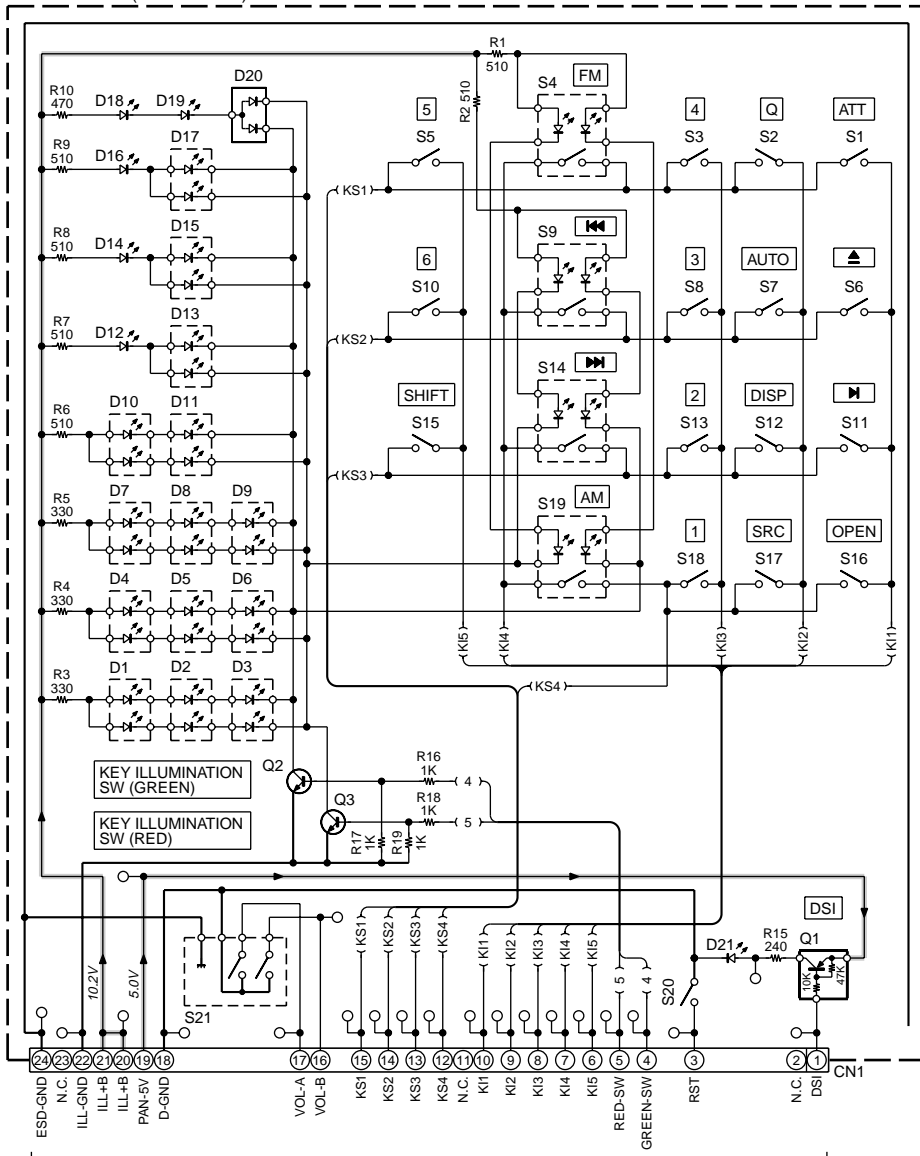 R1
510
R2 510
S4 FM
D20
R10
470
D18
D19
5
S5
4
S3
Q
S2
ATT
S1
R9
510
D16
D17
KS1
R8
510
D14
D15
S9
6
S10
3
S8
AUTO
S7
S6
R7
510
D12
D13
KS2
S14
R6
510
D10
D11
SHIFT
S15
2
S13
DISP
S12
S11
KS3
R5
330
D7
D8
D9
S19 AM
1
S18
SRC
S17
OPEN
S16
R4
330
D4
D5
D6
KI5
KI4
KI3
KI2
KI1
R3
330
D1
D2
D3
KS4
KEY ILLUMINATION
SW (GREEN)
Q2
R16
1K
4
KEY ILLUMINATION
SW (RED)
Q3
R18
1K
5
R17
1K
R19
1K
10.2V
5.0V
S21
KS1
KS2
KS3
KS4
KI1
KI2
KI3
KI4
KI5
5
4
S20
D21
R15
240
DSI
Q1
10K
47K
24 23 22 21 20 19 18 17 16 15 14 13 12 11 10 9 8 7 6 5 4 3 2 1
CN1
ESD-GND
N.C.
ILL-GND
ILL+B
ILL+B
PAN-5V
D-GND
VOL-A
VOL-B
KS1
KS2
KS3
KS4
N.C.
KI1
KI2
KI3
KI4
KI5
RED-SW
GREEN-SW
RST
N.C.
DSI